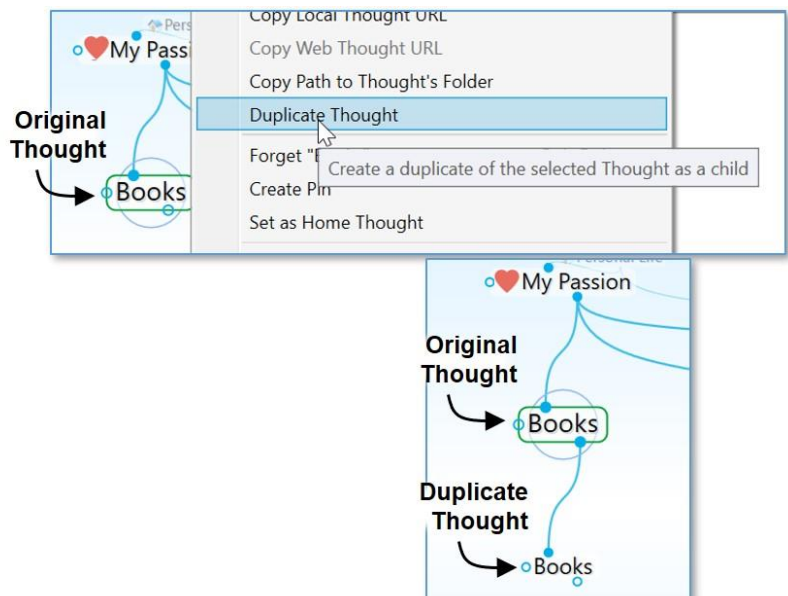 Pers
My Passi
Original
Thought
Books
Copy Local Thought URL
Copy Web Thought URL
Copy Path to Thought's Folder
Duplicate Thought
Forget "B
Create a duplicate of the selected Thought as a child
Create Pin
Set as Home Thought
Personal Life
My Passion
Original
Thought
Books
Duplicate
Thought
Books